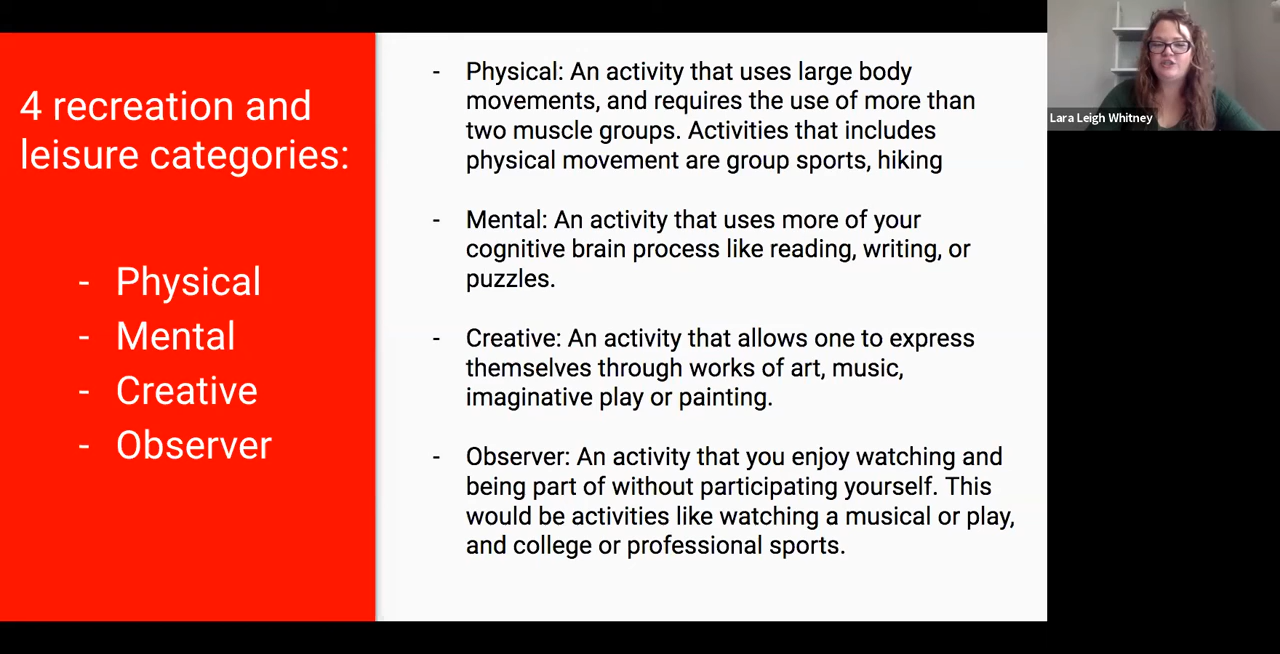 4 recreation and
leisure categories:
- Physical
- Mental
- Creative
- Observer
- Physical: An activity that uses large body
movements, and requires the use of more than
two muscle groups. Activities that includes
physical movement are group sports, hiking
- Mental: An activity that uses more of your
cognitive brain process like reading, writing, or
puzzles.
- Creative: An activity that allows one to express
themselves through works of art, music,
imaginative play or painting.
- Observer: An activity that you enjoy watching and
being part of without participating yourself. This
would be activities like watching a musical or play,
and college or professional sports.
Lara Leigh Whitney